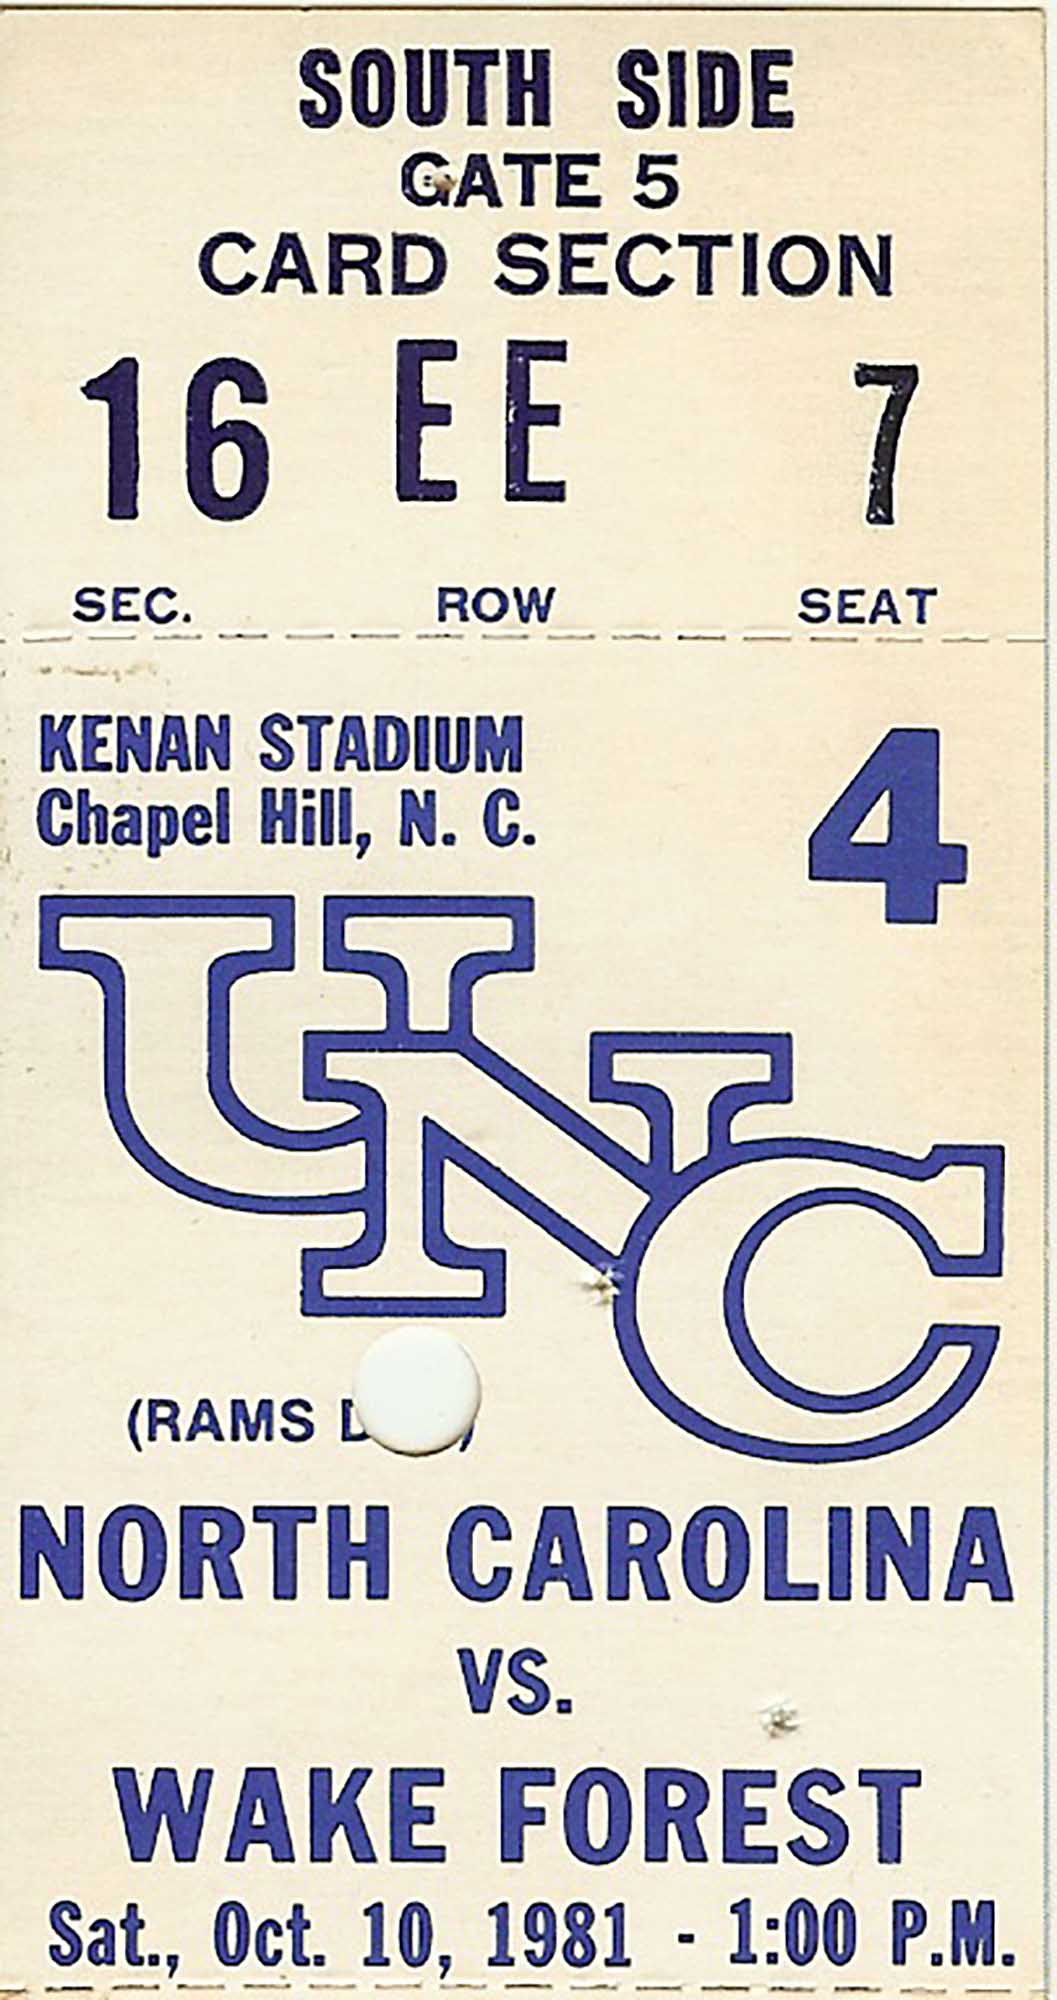 SOUTH SIDE
GATE 5
CARD SECTION
16 EE 7
SEC. ROW SEAT
KENAN STADIUM
Chapel Hill, N. C.
4
UNC
(RAMS
NORTH CAROLINA
VS.
WAKE FOREST
Sat., Oct. 10, 1981 - 1:00 P.M.